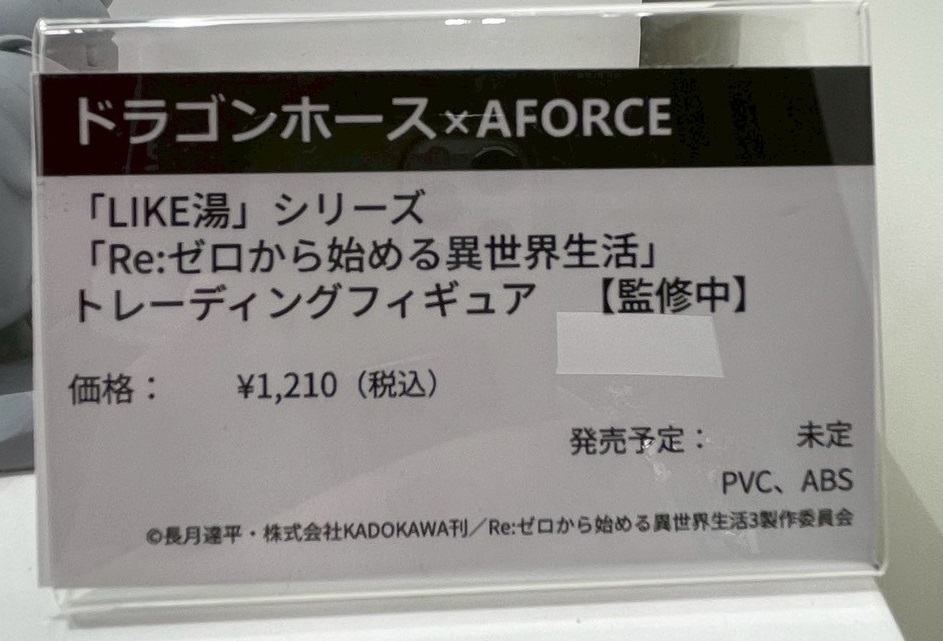 ドラゴンホース×AFORCE
「LIKE湯」シリーズ
「Re:ゼロから始める異世界生活」
トレーディングフィギュア 【監修中】
価格： ¥1,210（税込）
発売予定： 未定
PVC、ABS
©長月達平・株式会社KADOKAWA刊／Re:ゼロから始める異世界生活3製作委員会